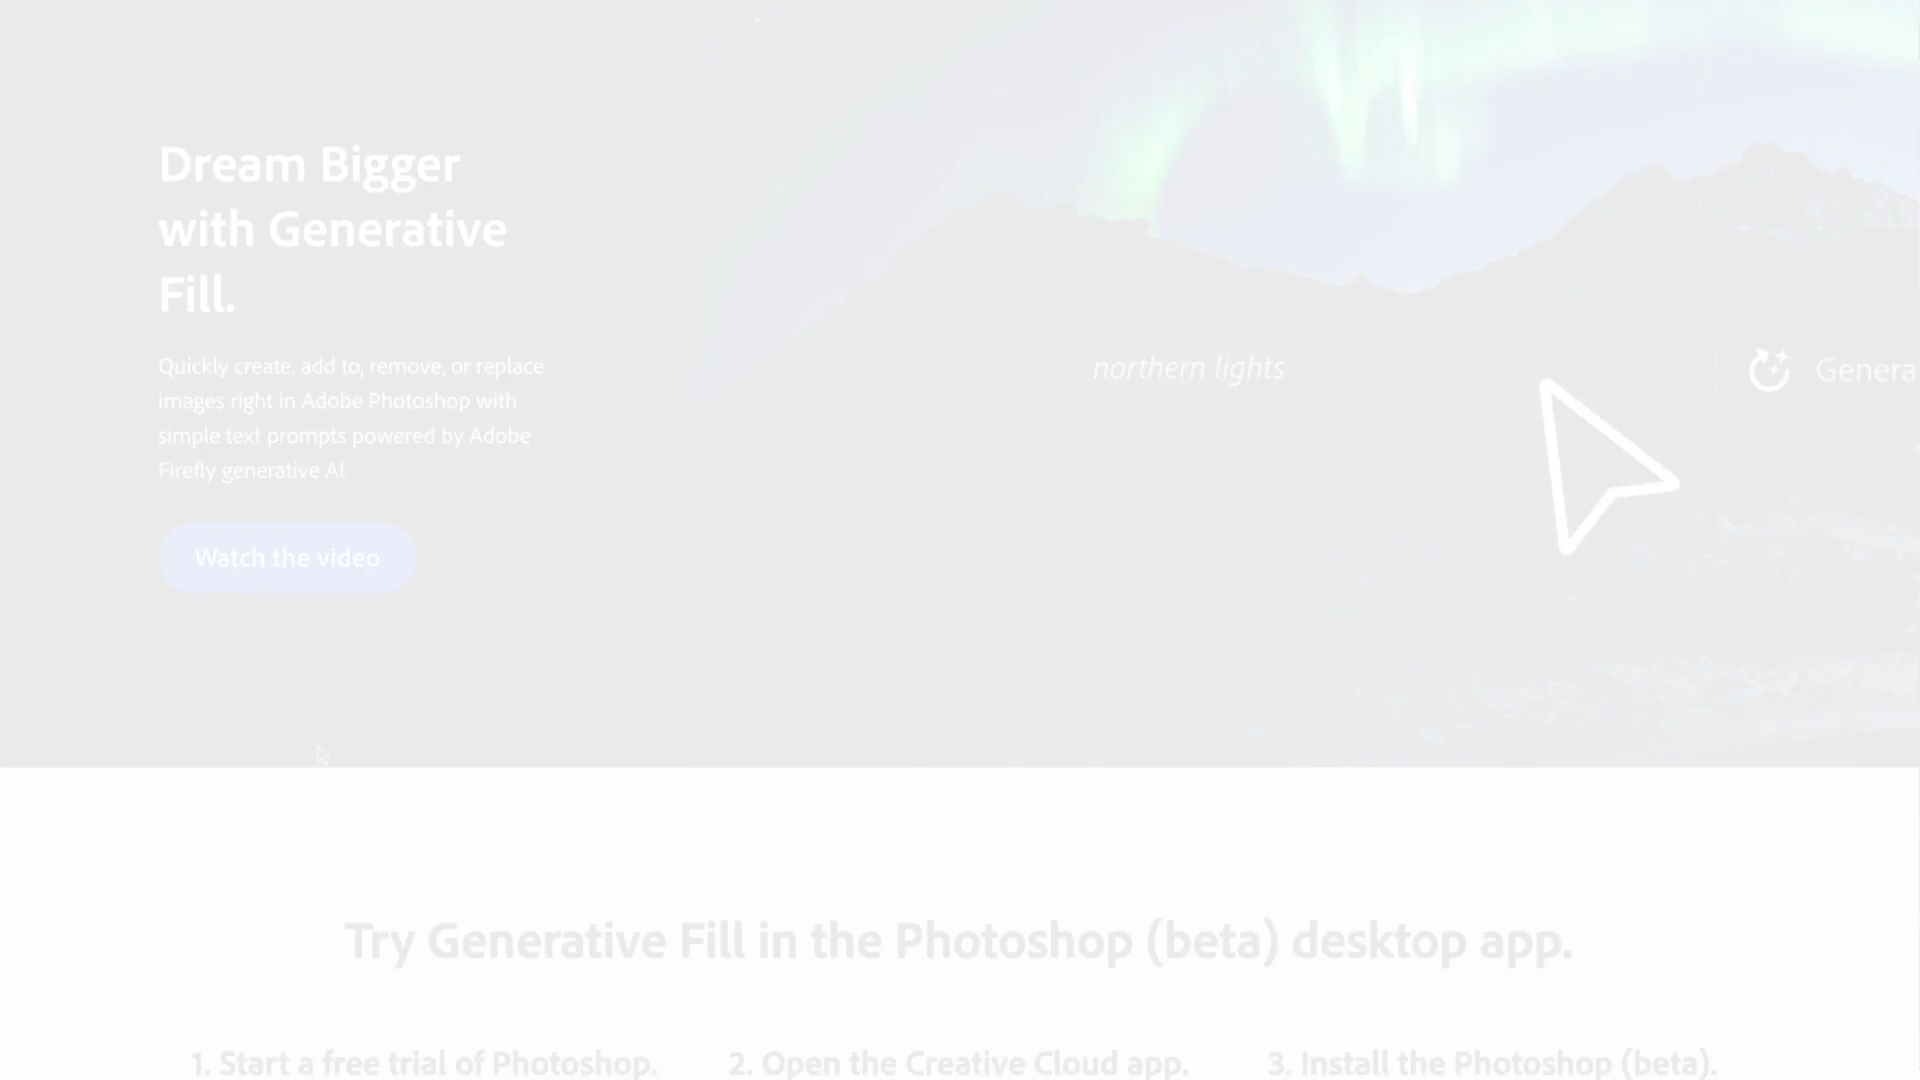 Dream Bigger
with Generative
Fill.
Quickly create, add to, remove, or replace
images right in Adobe Photoshop with
simple text prompts powered by Adobe
Firefly generative AI.
Watch the video
northern lights
Genera
Try Generative Fill in the Photoshop (beta) desktop app.
1. Start a free trial of Photoshop.
2. Open the Creative Cloud app.
3. Install the Photoshop (beta).